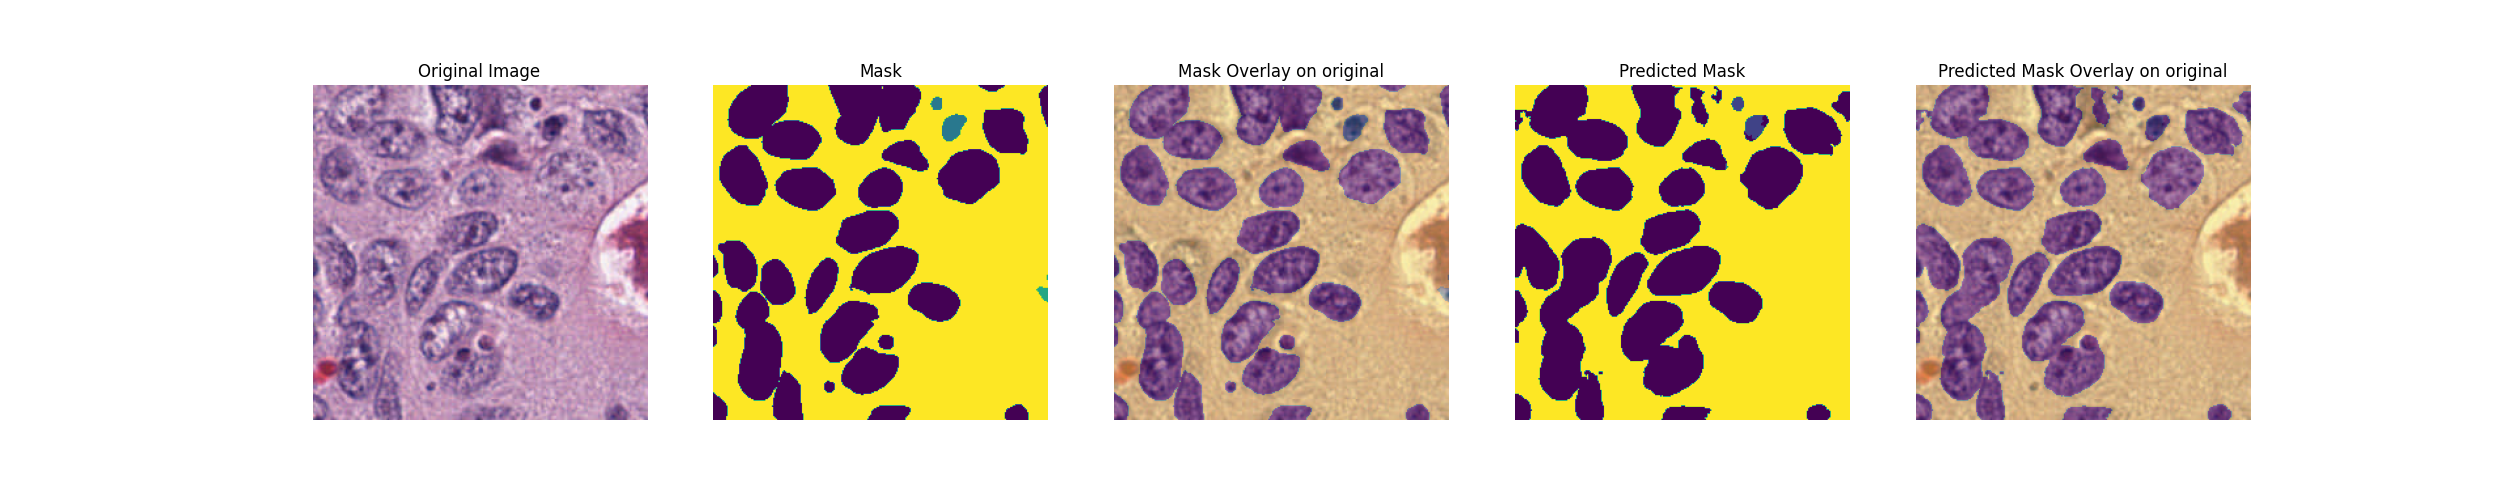 Original Image
Mask
Mask Overlay on original
Predicted Mask
Predicted Mask Overlay on original